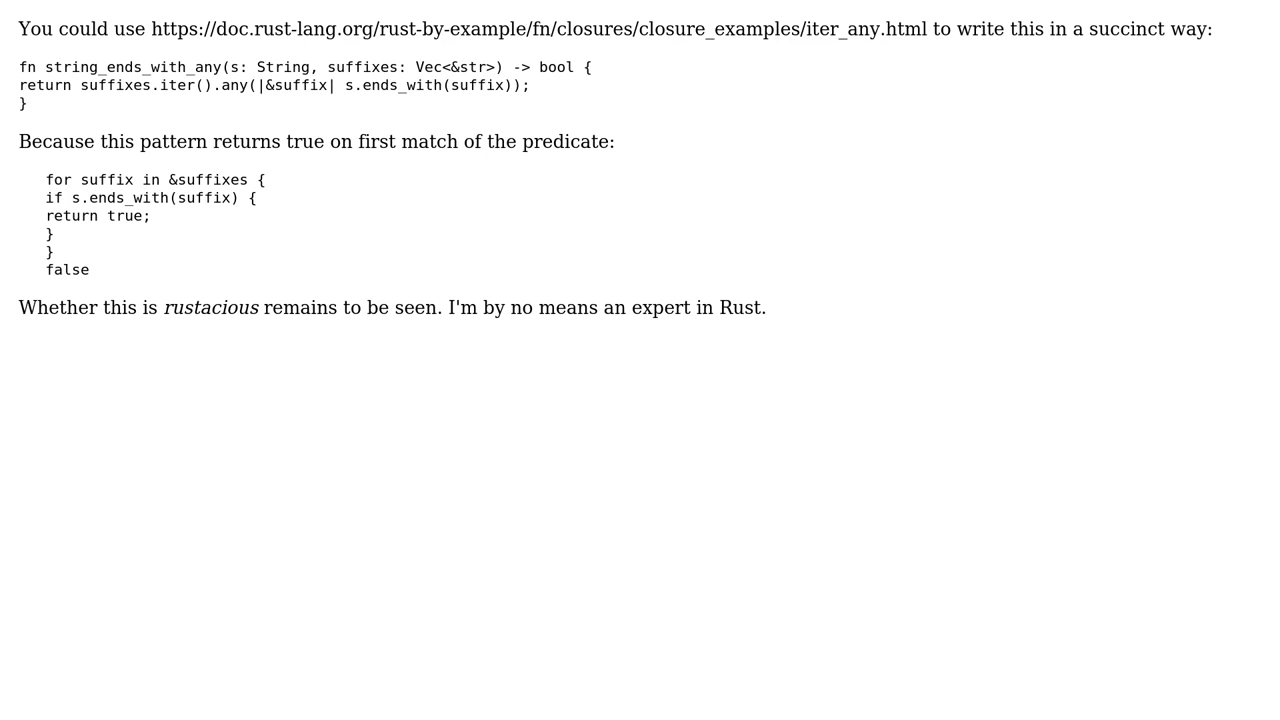 You could use https://doc.rust-lang.org/rust-by-example/fn/closures/closure_examples/iter_any.html to write this in a succinct way:
fn string_ends_with_any(s: String, suffixes: Vec<&str>) -> bool {
return suffixes.iter().any(|&suffix| s.ends_with(suffix));
}
Because this pattern returns true on first match of the predicate:
for suffix in &suffixes {
if s.ends_with(suffix) {
return true;
}
}
false
Whether this is rustacious remains to be seen. I'm by no means an expert in Rust.